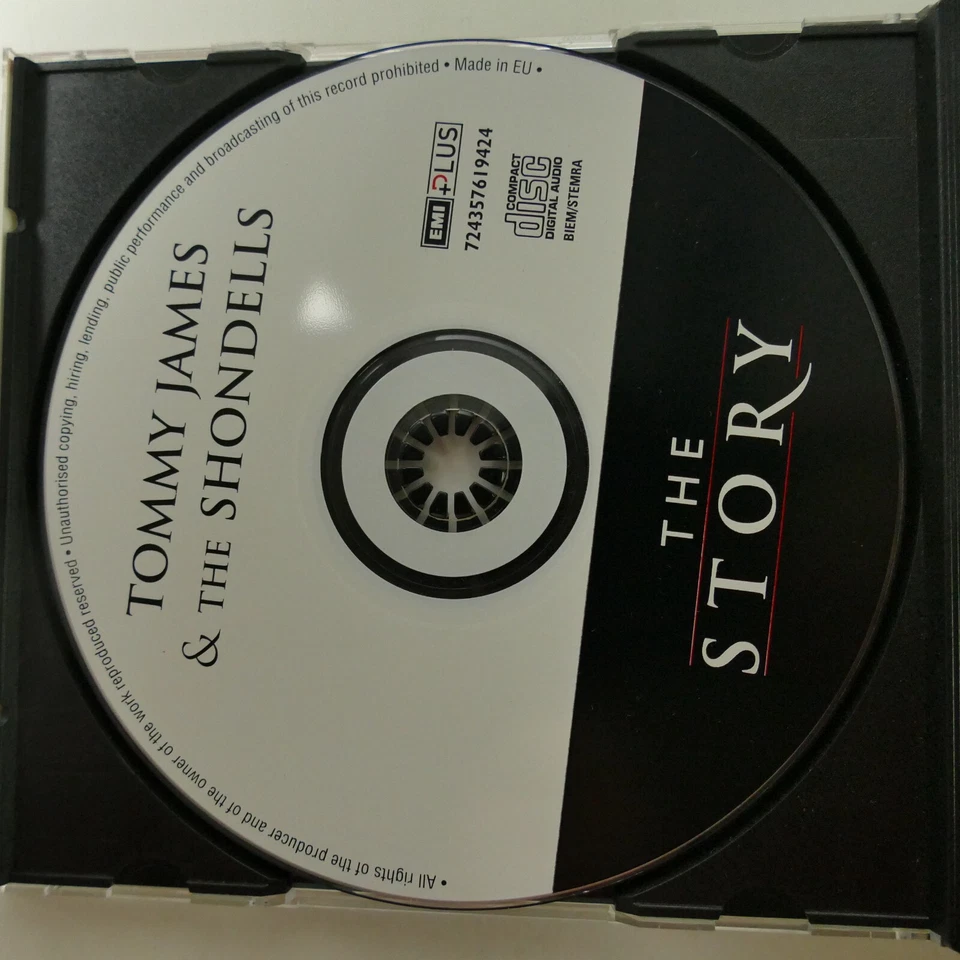 TOMMY JAMES
& THE SHONDELLS
EMI PLUS
724357619424
COMPACT
disc
DIGITAL AUDIO
BIEM/STEMRA
THE
STORY
• All rights of the producer and of the owner of the work reproduced reserved • Unauthorised copying, hiring, lending, public performance and broadcasting of this record prohibited • Made in EU •